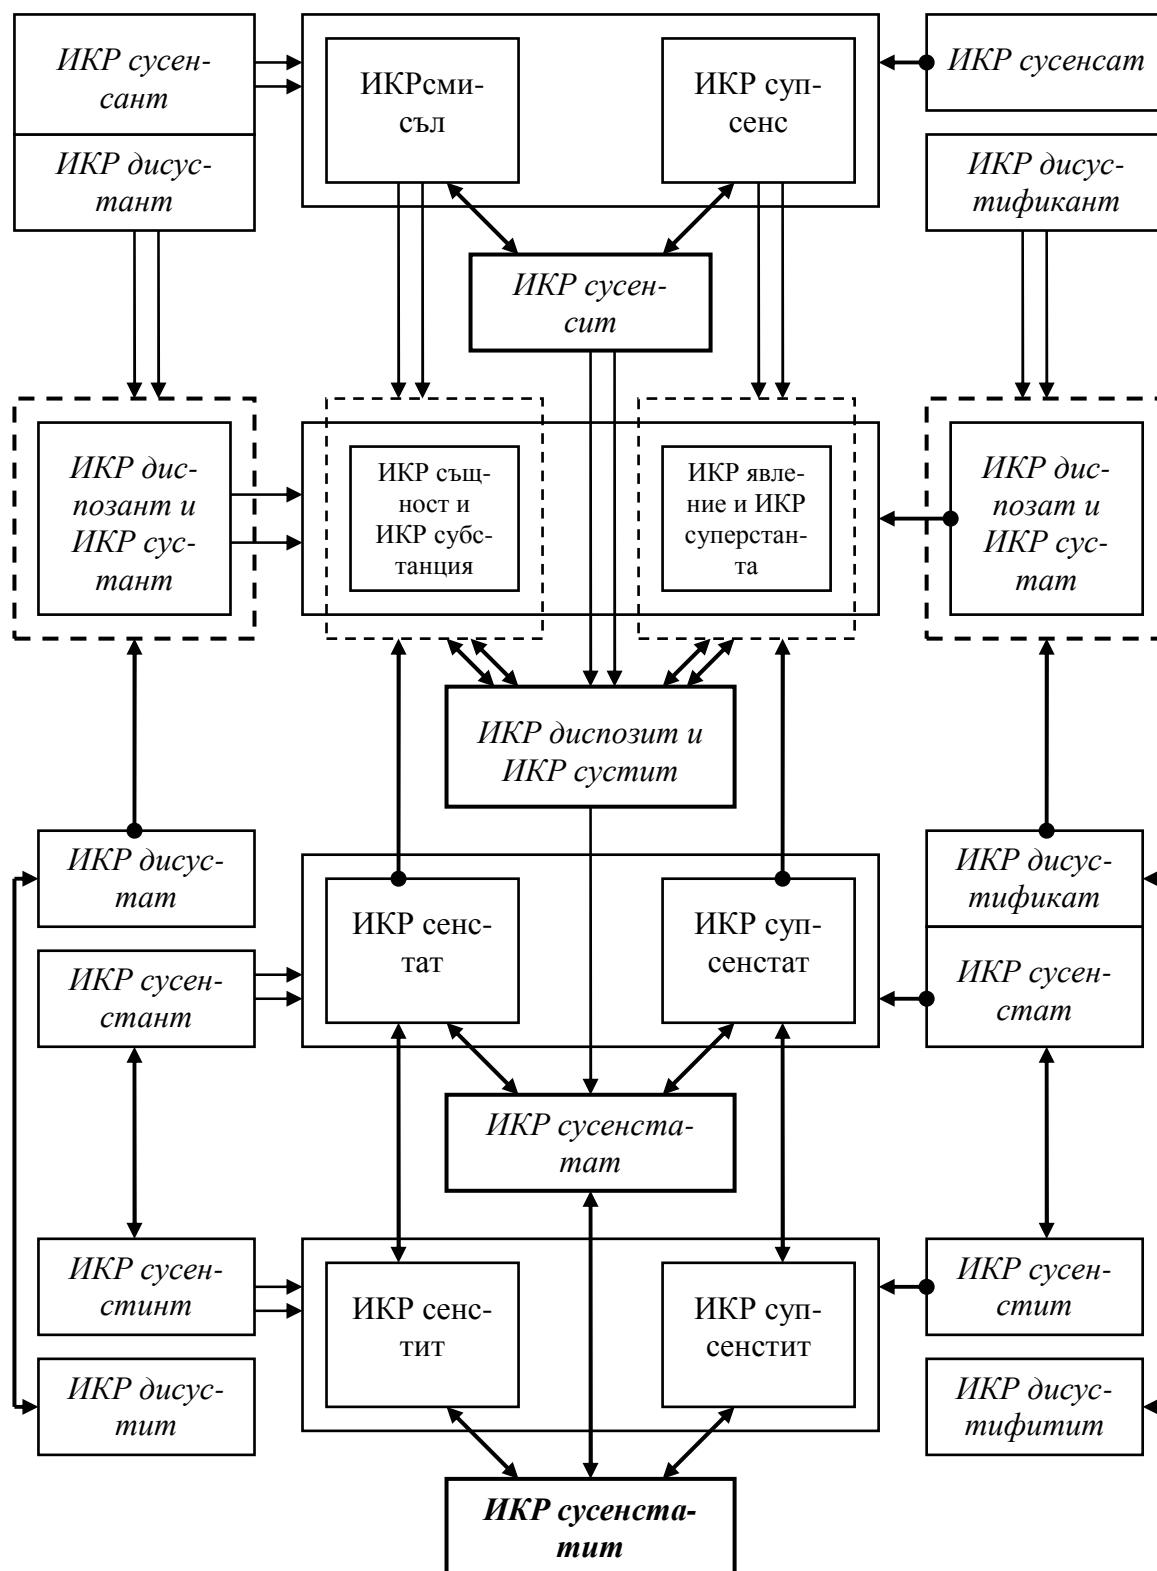 ИКР сусен-
сант
ИКРсми-
съл
ИКР суп-
сенс
ИКР сусенсат
ИКР дисус-
тант
ИКР дисус-
тификант
ИКР сусен-
сит
ИКР дис-
позант и
ИКР сус-
тант
ИКР същ-
ност и
ИКР субс-
танция
ИКР явле-
ние и ИКР
суперстан-
та
ИКР дис-
позат и
ИКР сус-
тат
ИКР диспозит и
ИКР сустит
ИКР дисус-
тат
ИКР сенс-
тат
ИКР суп-
сенстат
ИКР дисус-
тификат
ИКР сусен-
стант
ИКР сусен-
стат
ИКР сусенста-
тат
ИКР сусен-
стинт
ИКР сенс-
тит
ИКР суп-
сенстит
ИКР сусен-
стит
ИКР дисус-
тит
ИКР дисус-
тифитит
ИКР сусенста-
тит